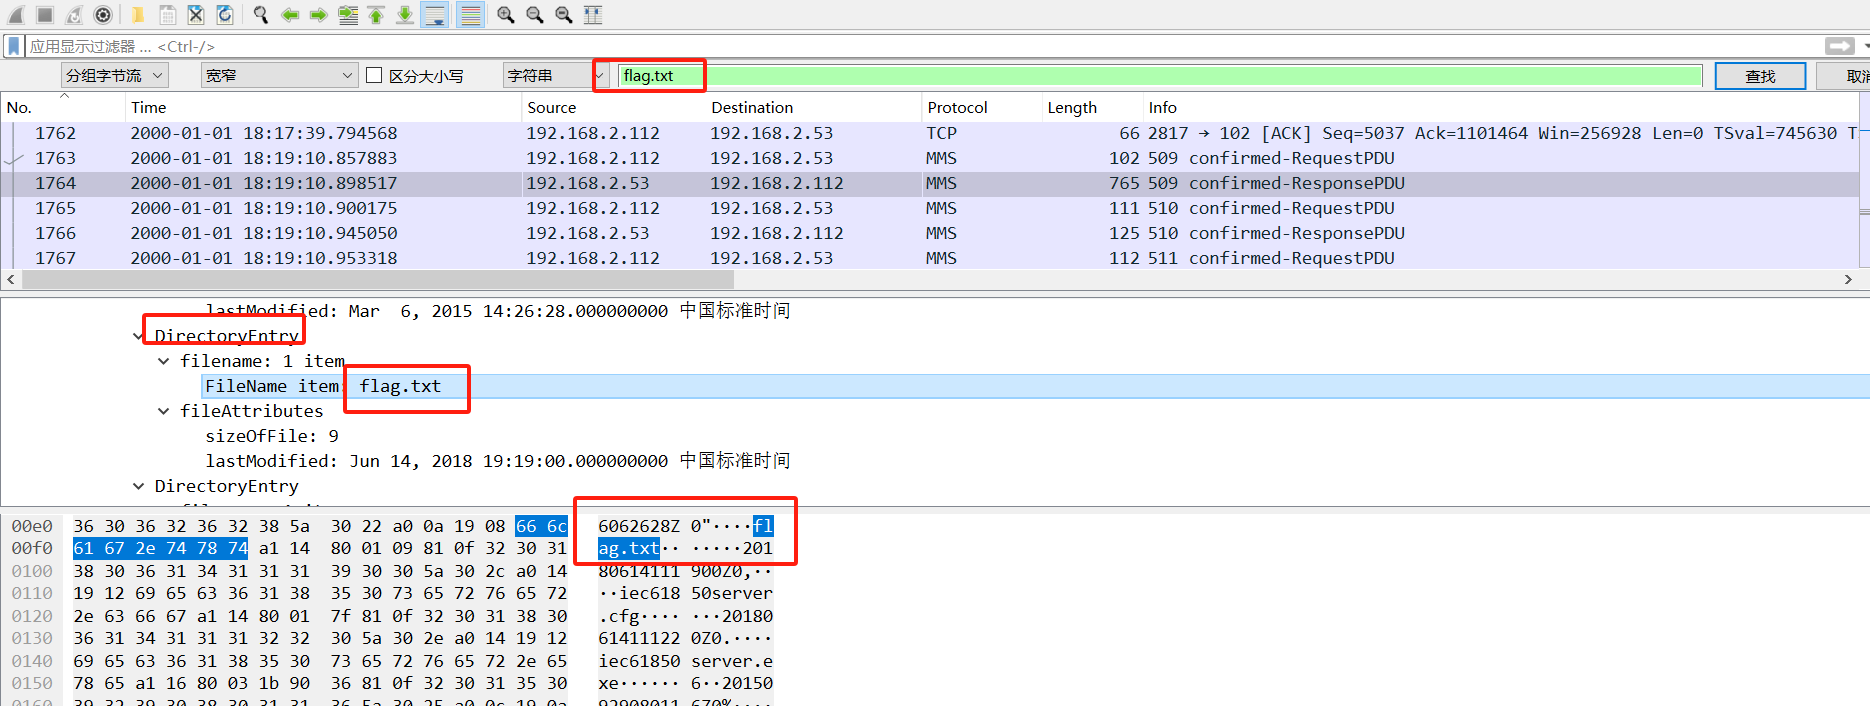 应用显示过滤器 … <Ctrl-/>
分组字节流 宽窄 区分大小写 字符串 flag.txt 查找 取消
No. Time Source Destination Protocol Length Info
1762 2000-01-01 18:17:39.794568 192.168.2.112 192.168.2.53 TCP 66 2817 → 102 [ACK] Seq=5037 Ack=1101464 Win=256928 Len=0 TSval=745630 T
1763 2000-01-01 18:19:10.857883 192.168.2.112 192.168.2.53 MMS 102 509 confirmed-RequestPDU
1764 2000-01-01 18:19:10.898517 192.168.2.53 192.168.2.112 MMS 765 509 confirmed-ResponsePDU
1765 2000-01-01 18:19:10.900175 192.168.2.112 192.168.2.53 MMS 111 510 confirmed-RequestPDU
1766 2000-01-01 18:19:10.945050 192.168.2.53 192.168.2.112 MMS 125 510 confirmed-ResponsePDU
1767 2000-01-01 18:19:10.953318 192.168.2.112 192.168.2.53 MMS 112 511 confirmed-RequestPDU
lastModified: Mar 6, 2015 14:26:28.000000000 中国标准时间
DirectoryEntry
filename: 1 item
FileName item: flag.txt
fileAttributes
sizeOfFile: 9
lastModified: Jun 14, 2018 19:19:00.000000000 中国标准时间
DirectoryEntry
00e0 36 30 36 32 36 32 38 5a 30 22 a0 0a 19 08 66 6c 6062628Z 0"····fl
00f0 61 67 2e 74 78 74 a1 14 80 01 09 81 0f 32 30 31 ag.txt·· ·····201
0100 38 30 36 31 34 31 31 31 39 30 30 5a 30 2c a0 14 80614111 900Z0,··
0110 19 12 69 65 63 36 31 38 35 30 73 65 72 76 65 72 ··iec618 50server
0120 2e 63 66 67 a1 14 80 01 7f 81 0f 32 30 31 38 30 .cfg···· ···20180
0130 36 31 34 31 31 31 32 32 30 5a 30 2e a0 14 19 12 61411122 0Z0.····
0140 69 65 63 36 31 38 35 30 73 65 72 76 65 72 2e 65 iec61850 server.e
0150 78 65 a1 16 80 03 1b 90 36 81 0f 32 30 31 35 30 xe······ 6··20150
0160 39 32 39 30 38 30 31 31 36 5a 30 25 a0 0c 19 0a 92908011 6Z0%····